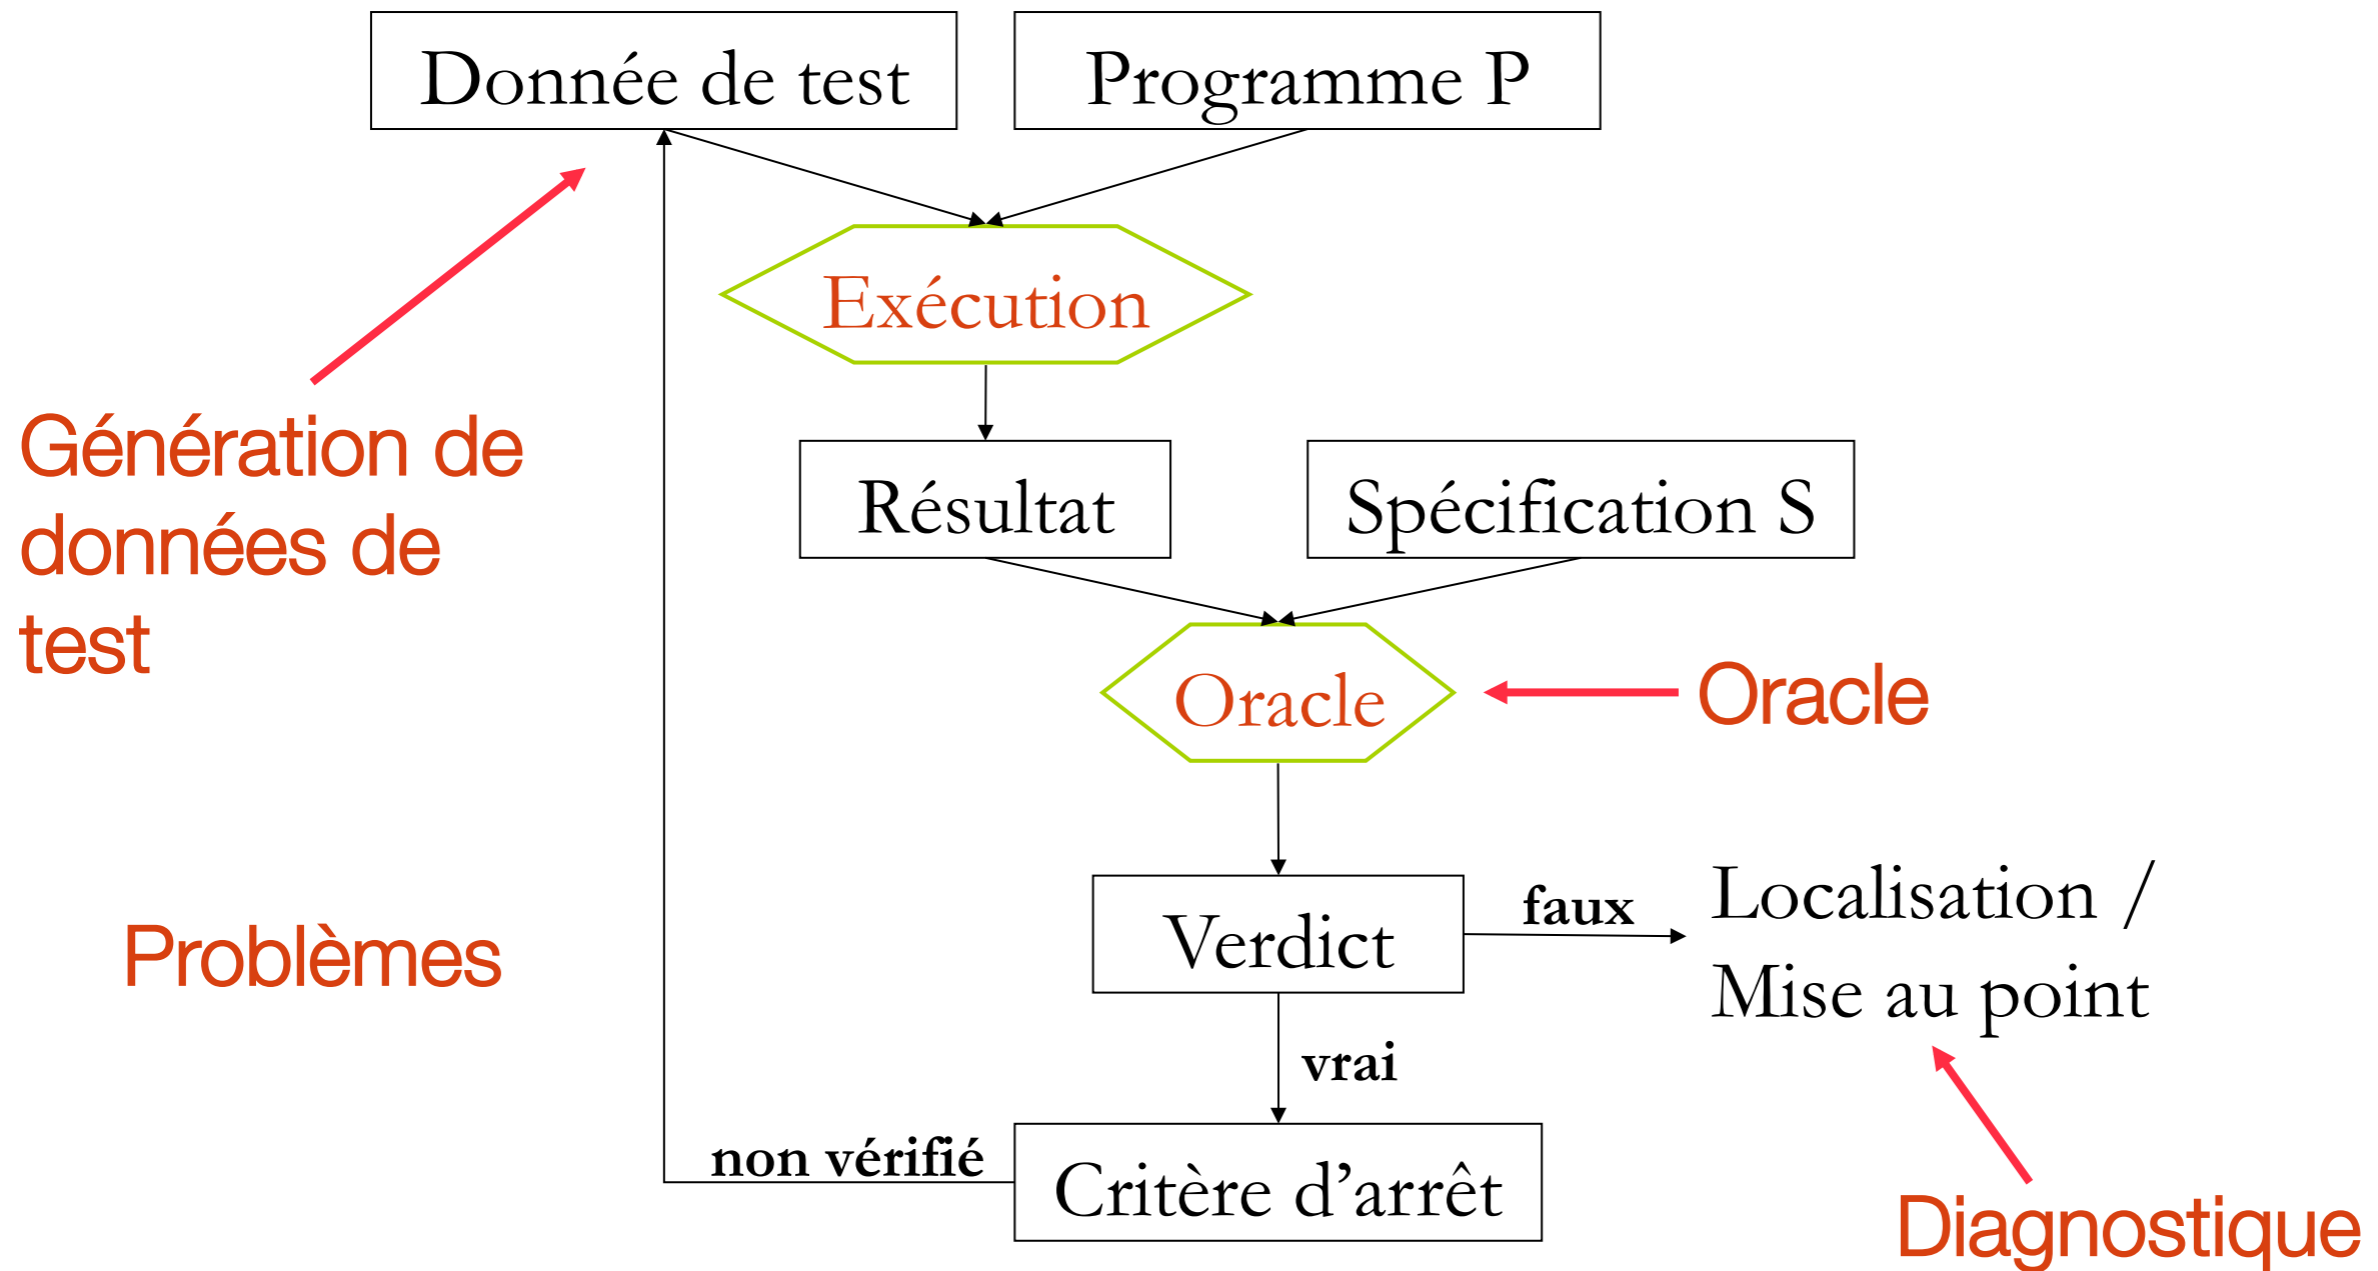 Donnée de test
Programme P
Exécution
Génération de
données de
test
Résultat
Spécification S
Oracle
Oracle
Problèmes
Verdict
faux
Localisation /
Mise au point
vrai
non vérifié
Critère d’arrêt
Diagnostique